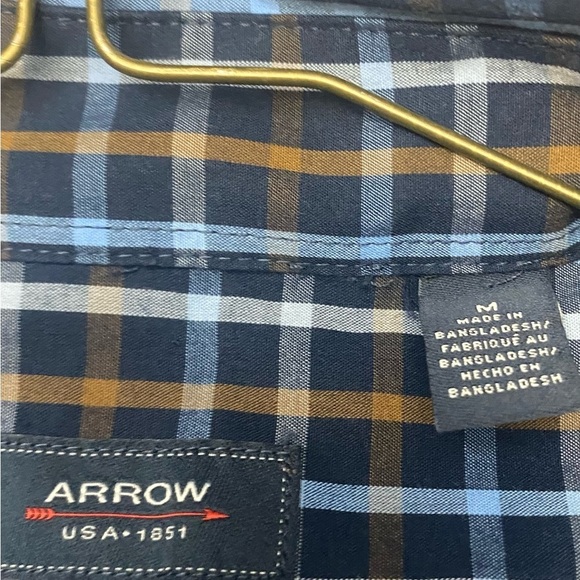 M
MADE IN
BANGLADESH/
FABRIQUÉ AU
BANGLADESH/
HECHO EN
BANGLADESH
ARROW
USA • 1851